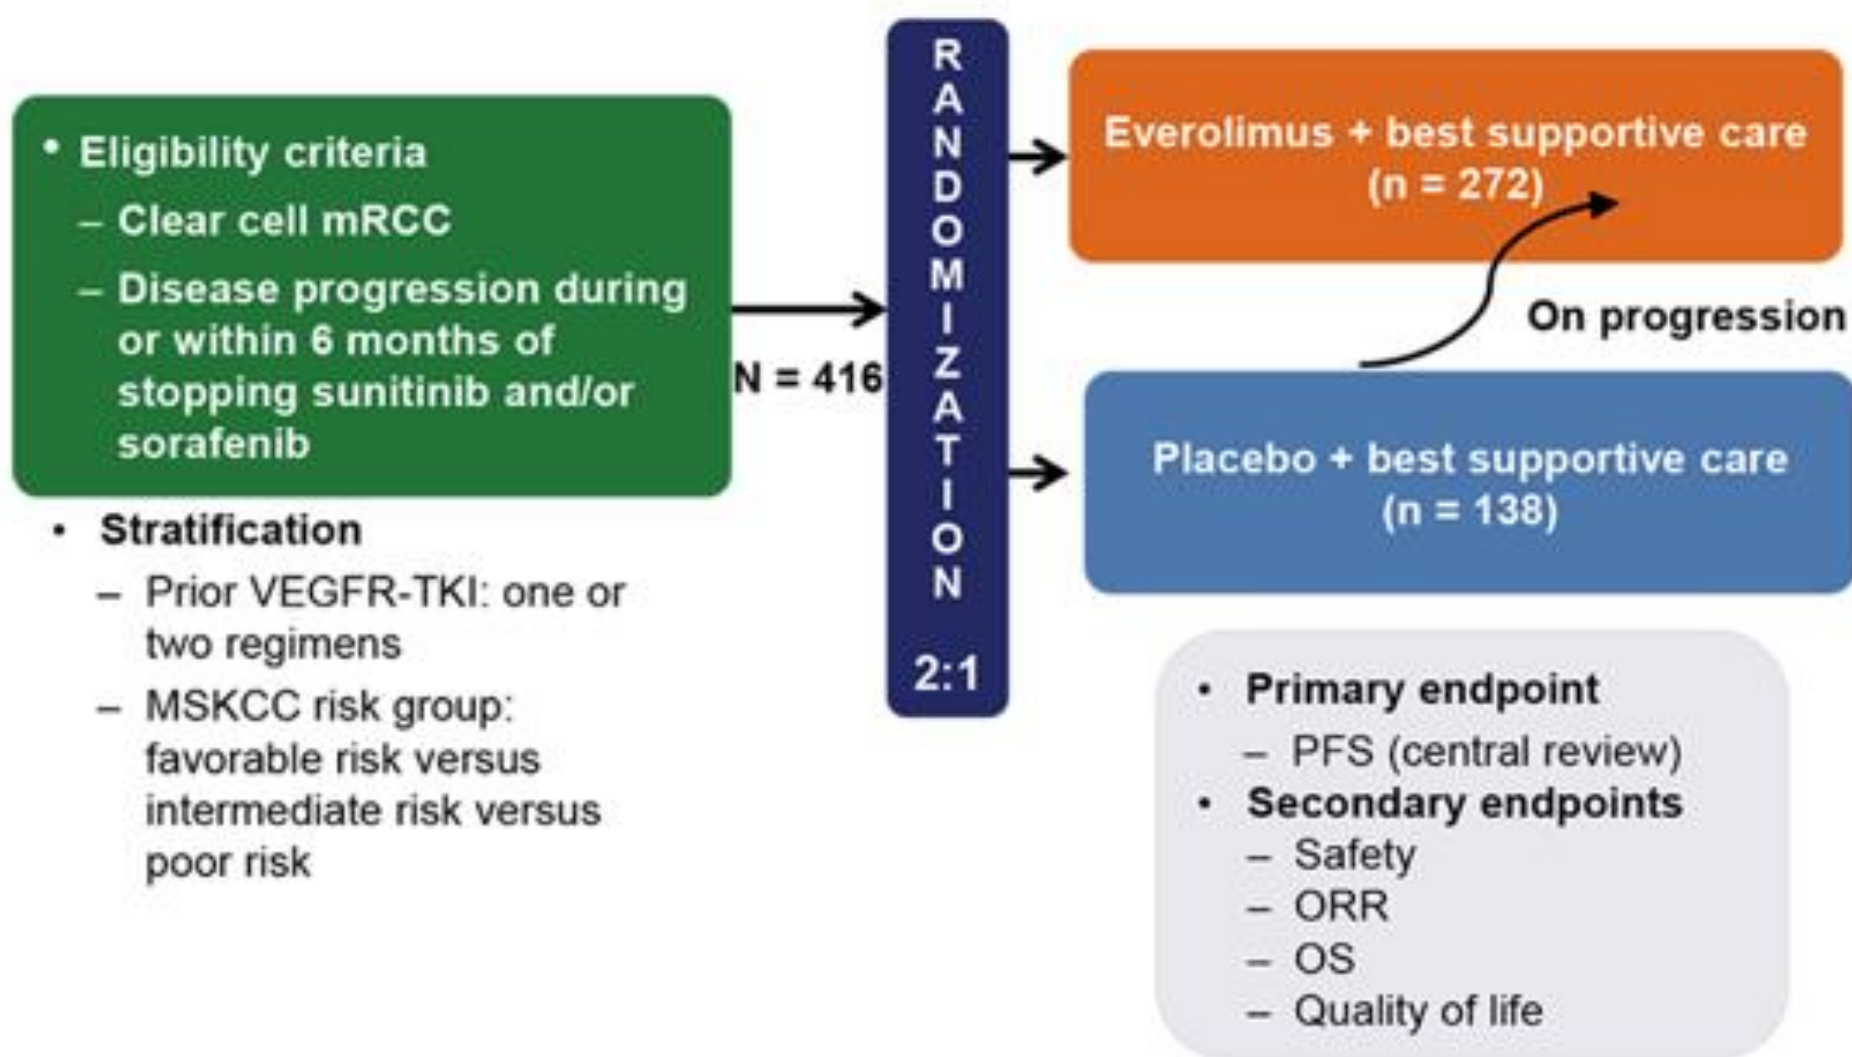 • Eligibility criteria
– Clear cell mRCC
– Disease progression during
or within 6 months of
stopping sunitinib and/or
sorafenib
• Stratification
– Prior VEGFR-TKI: one or
two regimens
– MSKCC risk group:
favorable risk versus
intermediate risk versus
poor risk
N = 416
RANDOMIZATION
2:1
Everolimus + best supportive care
(n = 272)
On progression
Placebo + best supportive care
(n = 138)
• Primary endpoint
– PFS (central review)
• Secondary endpoints
– Safety
– ORR
– OS
– Quality of life